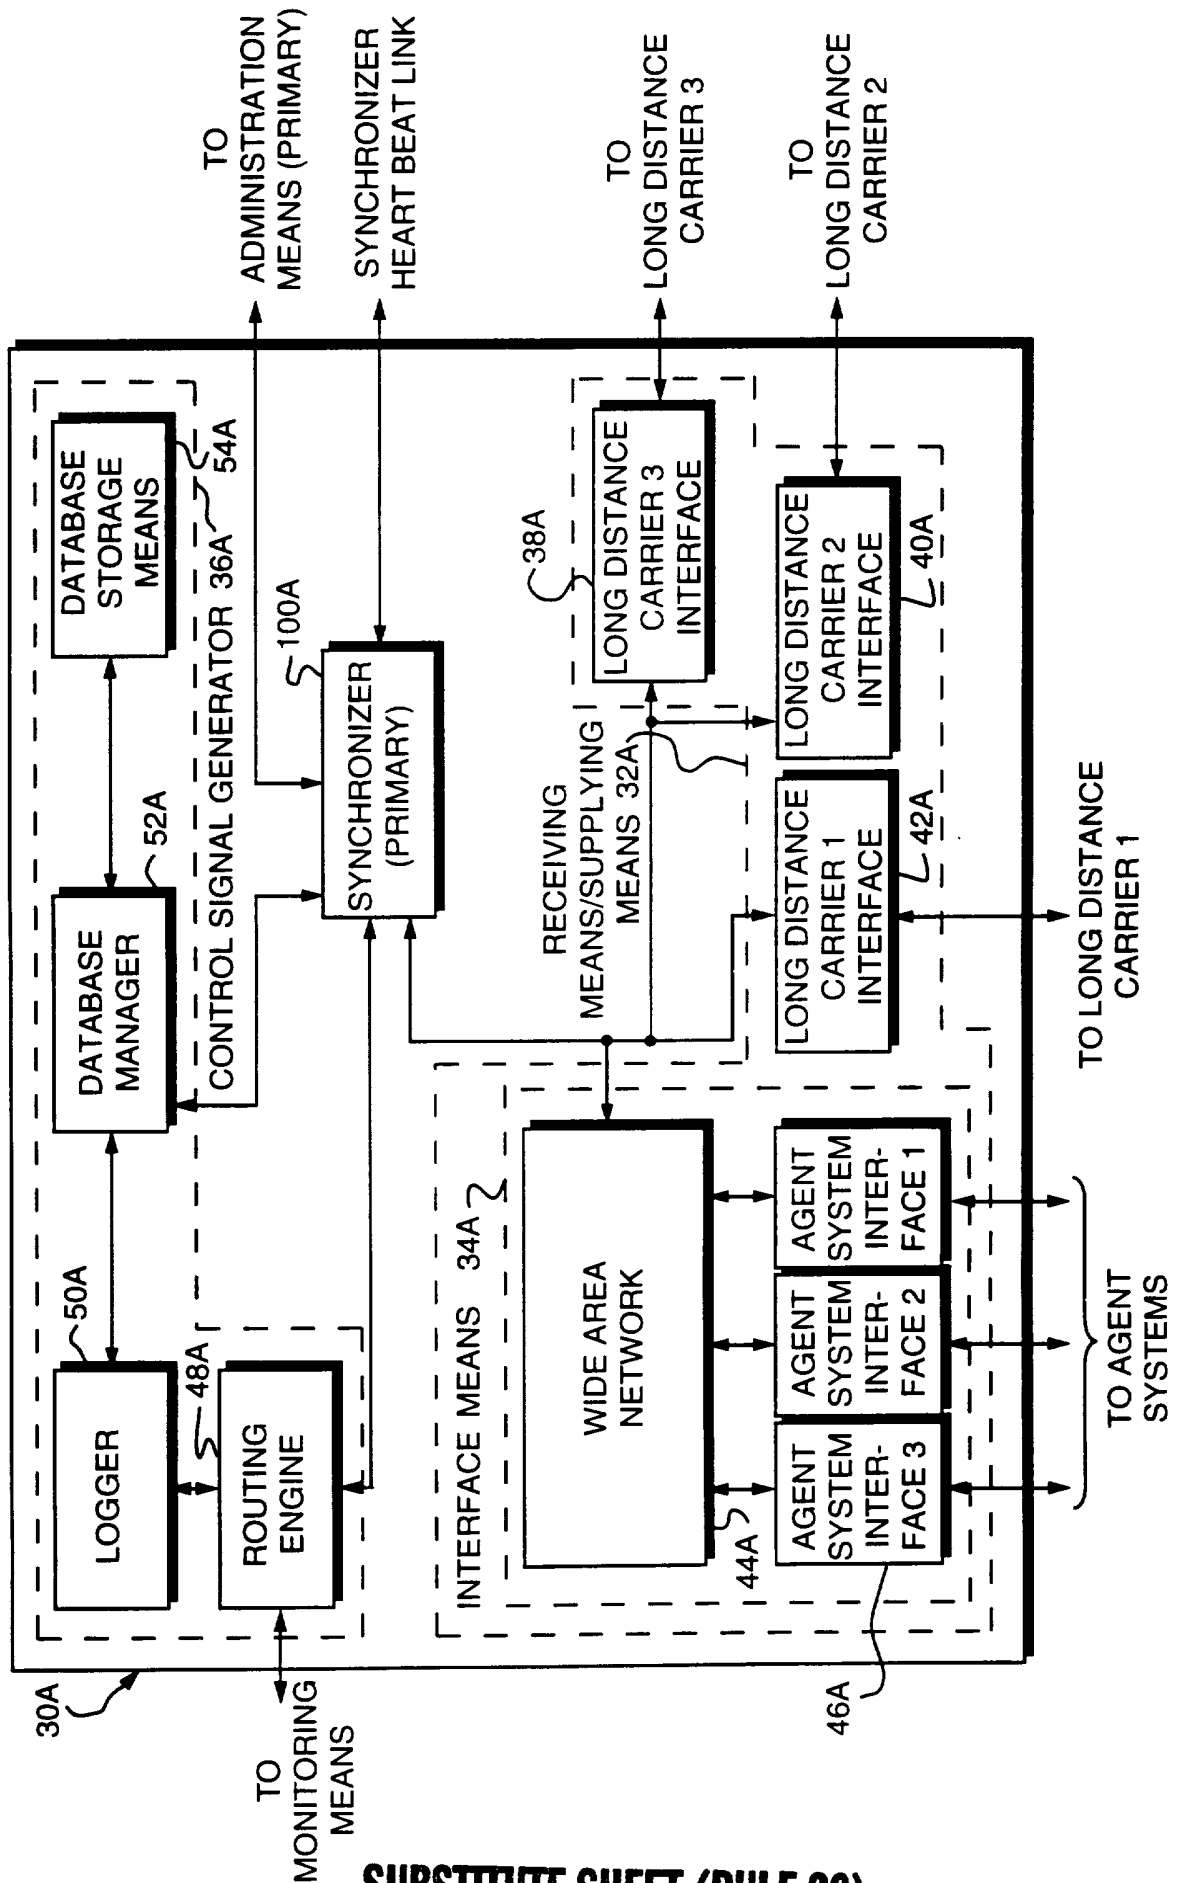 30A
LOGGER
50A
DATABASE
MANAGER
52A
DATABASE
STORAGE
MEANS
54A
48A
ROUTING
ENGINE
CONTROL SIGNAL GENERATOR 36A
TO
MONITORING
MEANS
TO
ADMINISTRATION
MEANS (PRIMARY)
SYNCHRONIZER
HEART BEAT LINK
SYNCHRONIZER
(PRIMARY)
100A
INTERFACE MEANS 34A
WIDE AREA
NETWORK
44A
RECEIVING
MEANS/SUPPLYING
MEANS 32A
38A
LONG DISTANCE
CARRIER 3
INTERFACE
TO
LONG DISTANCE
CARRIER 3
AGENT
SYSTEM
INTER-
FACE 3
AGENT
SYSTEM
INTER-
FACE 2
AGENT
SYSTEM
INTER-
FACE 1
46A
LONG DISTANCE
CARRIER 1
INTERFACE
42A
LONG DISTANCE
CARRIER 2
INTERFACE
40A
TO
LONG DISTANCE
CARRIER 2
TO AGENT
SYSTEMS
TO LONG DISTANCE
CARRIER 1
SUBSTITUTE SHEET (RULE 26)